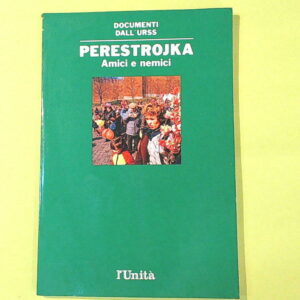 DOCUMENTI
DALL'URSS
PERESTROJKA
Amici e nemici
l'Unità